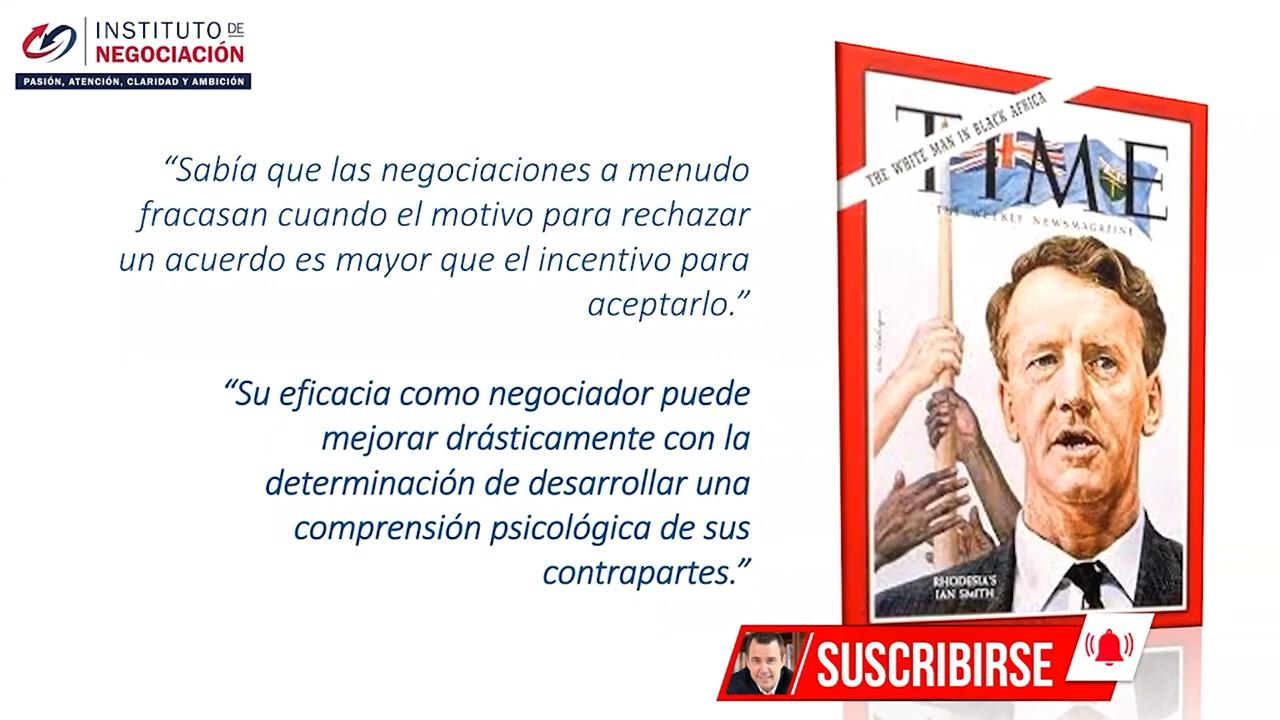 INSTITUTO DE
NEGOCIACIÓN
PASIÓN, ATENCIÓN, CLARIDAD Y AMBICIÓN
“Sabía que las negociaciones a menudo
fracasan cuando el motivo para rechazar
un acuerdo es mayor que el incentivo para
aceptarlo.”
“Su eficacia como negociador puede
mejorar drásticamente con la
determinación de desarrollar una
comprensión psicológica de sus
contrapartes.”
THE WHITE MAN IN BLACK AFRICA
TIME
THE WEEKLY NEWSMAGAZINE
RHODESIA'S
IAN SMITH
SUSCRIBIRSE